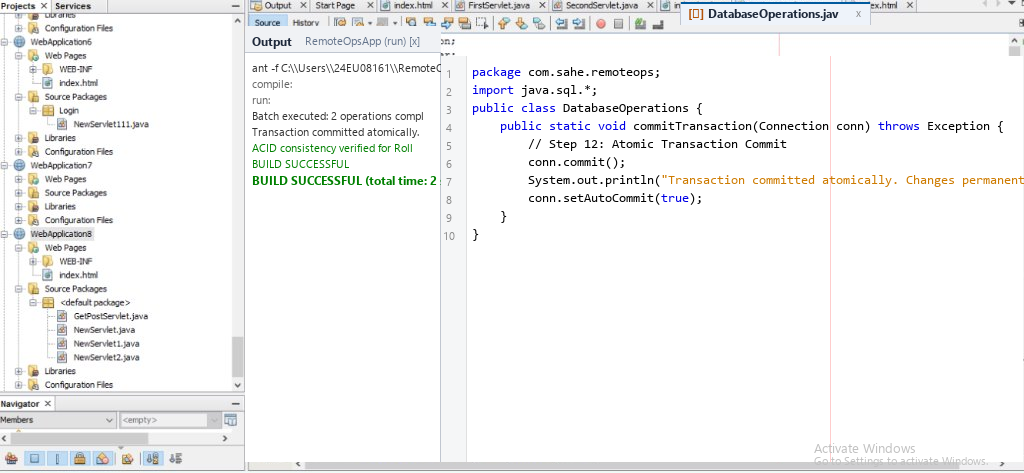 Projects × Services
Libraries
Configuration Files
WebApplication6
Web Pages
WEB-INF
index.html
Source Packages
Login
NewServlet111.java
Libraries
Configuration Files
WebApplication7
Web Pages
Source Packages
Libraries
Configuration Files
WebApplication8
Web Pages
WEB-INF
index.html
Source Packages
<default package>
GetPostServlet.java
NewServlet.java
NewServlet1.java
NewServlet2.java
Libraries
Configuration Files
Navigator ×
Members
<empty>
Output × Start Page × index.html × FirstServlet.java × SecondServlet.java × in
DatabaseOperations.jav x
ex.html ×
Source History
Output RemoteOpsApp (run) [x]
ant -f C:\\Users\\24EU08161\\RemoteO
compile:
run:
Batch executed: 2 operations compl
Transaction committed atomically.
ACID consistency verified for Roll
BUILD SUCCESSFUL
BUILD SUCCESSFUL (total time: 2 s
on;
1 package com.sahe.remoteops;
2 import java.sql.*;
3 public class DatabaseOperations {
4 public static void commitTransaction(Connection conn) throws Exception {
5 // Step 12: Atomic Transaction Commit
6 conn.commit();
7 System.out.println("Transaction committed atomically. Changes permanent
8 conn.setAutoCommit(true);
9 }
10 }
Activate Windows
Go to Settings to activate Windows.